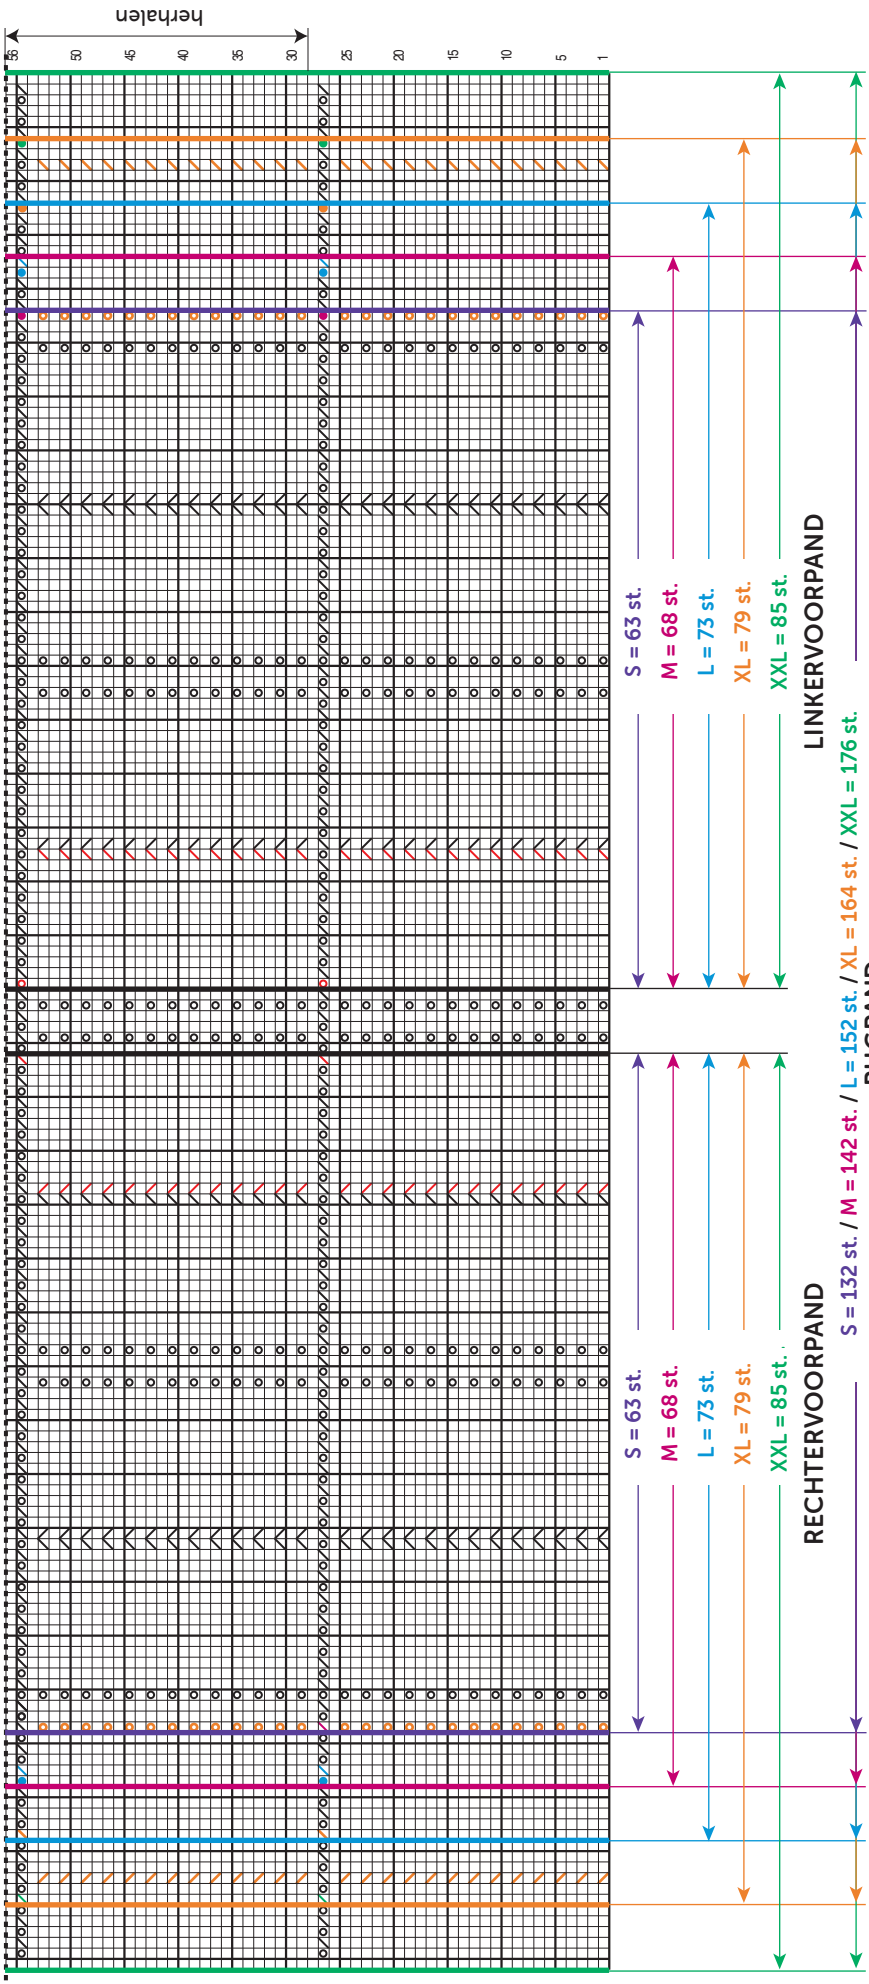 herhalen
56
50
45
40
35
30
25
20
15
10
5
1
S = 63 st.
M = 68 st.
L = 73 st.
XL = 79 st.
XXL = 85 st.
LINKERVOORPAND
S = 63 st.
M = 68 st.
L = 73 st.
XL = 79 st.
XXL = 85 st.
RECHTERVOORPAND
S = 132 st. / M = 142 st. / L = 152 st. / XL = 164 st. / XXL = 176 st.